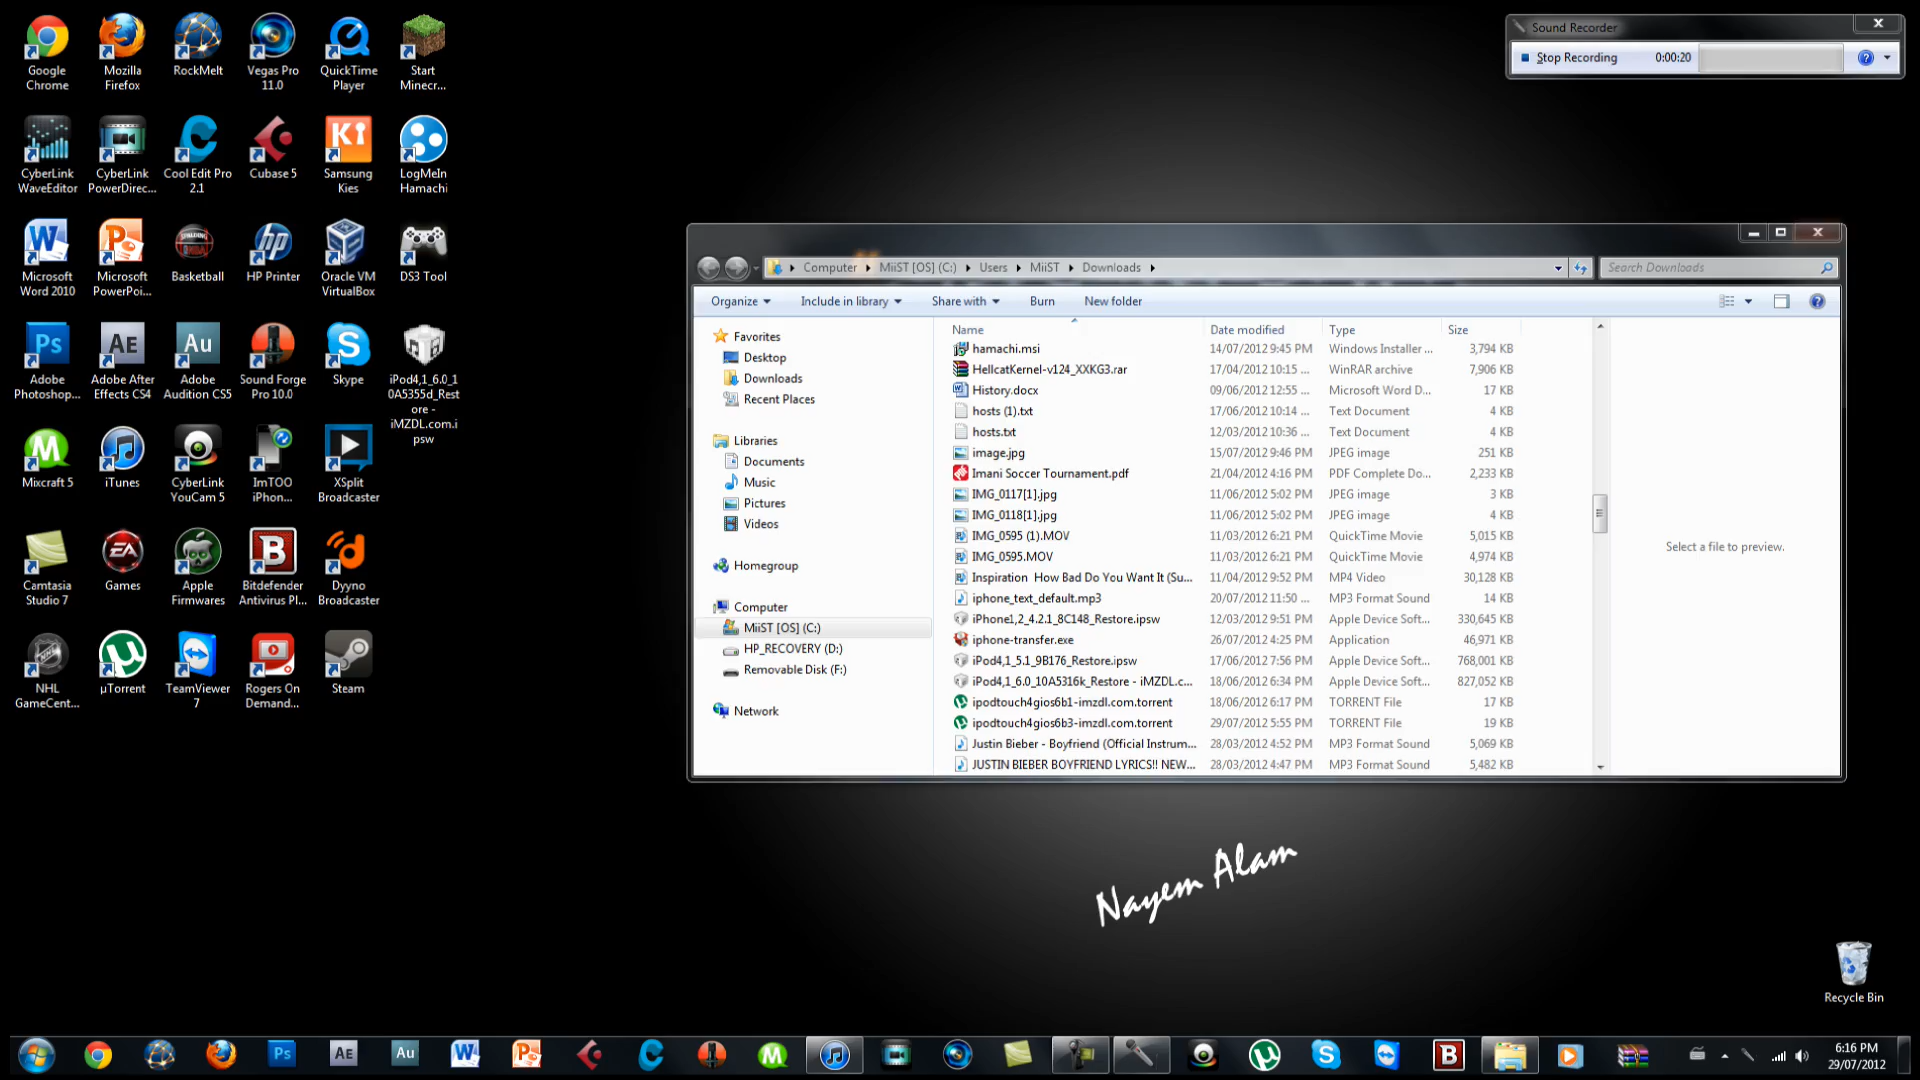 Google
Chrome
Mozilla
Firefox
RockMelt
Vegas Pro
11.0
QuickTime
Player
Start
Minecr...
CyberLink
WaveEditor
CyberLink
PowerDirec...
Cool Edit Pro
2.1
Cubase 5
Samsung
Kies
LogMeIn
Hamachi
Microsoft
Word 2010
Microsoft
PowerPoi...
Basketball
HP Printer
Oracle VM
VirtualBox
DS3 Tool
Adobe
Photoshop...
Adobe After
Effects CS4
Adobe
Audition CS5
Sound Forge
Pro 10.0
Skype
iPod4,1_6.0_1
0A5355d_Rest
ore -
iMZDL.com.i
psw
Mixcraft 5
iTunes
CyberLink
YouCam 5
ImTOO
iPhon...
XSplit
Broadcaster
Camtasia
Studio 7
Games
Apple
Firmwares
Bitdefender
Antivirus Pl...
Dyyno
Broadcaster
NHL
GameCent...
µTorrent
TeamViewer
7
Rogers On
Demand...
Steam
Sound Recorder
Stop Recording 0:00:20
Computer MiiST [OS] (C:) Users MiiST Downloads
Search Downloads
Organize Include in library Share with Burn New folder
Favorites
Desktop
Downloads
Recent Places
Libraries
Documents
Music
Pictures
Videos
Homegroup
Computer
MiiST [OS] (C:)
HP_RECOVERY (D:)
Removable Disk (F:)
Network
Name Date modified Type Size
hamachi.msi 14/07/2012 9:45 PM Windows Installer ... 3,794 KB
HellcatKernel-v124_XXKG3.rar 17/04/2012 10:15 ... WinRAR archive 7,906 KB
History.docx 09/06/2012 12:55 ... Microsoft Word D... 17 KB
hosts (1).txt 17/06/2012 10:14 ... Text Document 4 KB
hosts.txt 12/03/2012 10:36 ... Text Document 4 KB
image.jpg 15/07/2012 9:46 PM JPEG image 251 KB
Imani Soccer Tournament.pdf 21/04/2012 4:16 PM PDF Complete Do... 2,233 KB
IMG_0117[1].jpg 11/06/2012 5:02 PM JPEG image 3 KB
IMG_0118[1].jpg 11/06/2012 5:02 PM JPEG image 4 KB
IMG_0595 (1).MOV 11/03/2012 6:21 PM QuickTime Movie 5,015 KB
IMG_0595.MOV 11/03/2012 6:21 PM QuickTime Movie 4,974 KB
Inspiration How Bad Do You Want It (Su... 11/04/2012 9:52 PM MP4 Video 30,128 KB
iphone_text_default.mp3 20/07/2012 11:50 ... MP3 Format Sound 14 KB
iPhone1,2_4.2.1_8C148_Restore.ipsw 12/03/2012 9:51 PM Apple Device Soft... 330,645 KB
iphone-transfer.exe 26/07/2012 4:25 PM Application 46,971 KB
iPod4,1_5.1_9B176_Restore.ipsw 17/06/2012 7:56 PM Apple Device Soft... 768,001 KB
iPod4,1_6.0_10A5316k_Restore - iMZDL.c... 18/06/2012 6:34 PM Apple Device Soft... 827,052 KB
ipodtouch4gios6b1-imzdl.com.torrent 18/06/2012 6:17 PM TORRENT File 17 KB
ipodtouch4gios6b3-imzdl.com.torrent 29/07/2012 5:55 PM TORRENT File 19 KB
Justin Bieber - Boyfriend (Official Instrum... 28/03/2012 4:52 PM MP3 Format Sound 5,069 KB
JUSTIN BIEBER BOYFRIEND LYRICS!! NEW... 28/03/2012 4:47 PM MP3 Format Sound 5,482 KB
Select a file to preview.
Nayem Alam
Recycle Bin
6:16 PM
29/07/2012